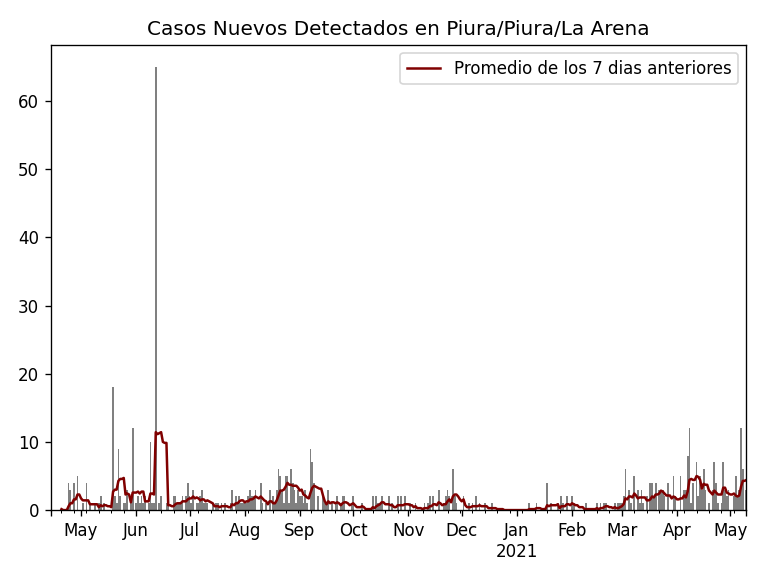 Casos Nuevos Detectados en Piura/Piura/La Arena
Promedio de los 7 dias anteriores
60
50
40
30
20
10
0
May Jun Jul Aug Sep Oct Nov Dec Jan Feb Mar Apr May
2021